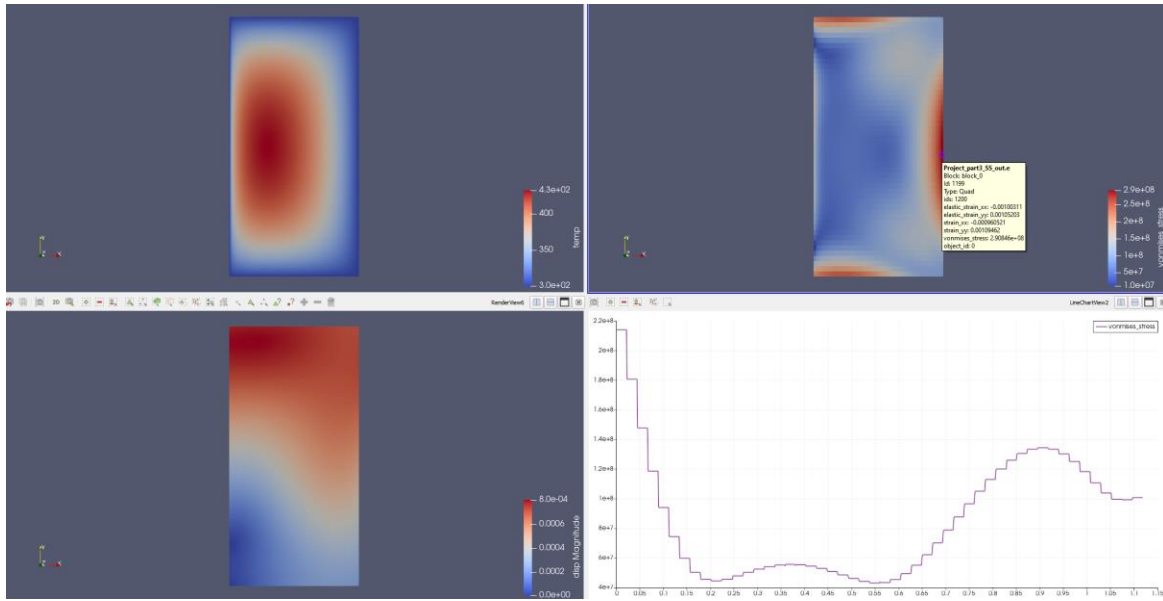 4.3e+02
400
350
3.0e+02
temp
Project_part3_SS_out.e
Block: block_0
Id: 1199
Type: Quad
ids: 1200
elastic_strain_xx: -0.00100311
elastic_strain_yy: 0.00105203
strain_xx: -0.000960521
strain_yy: 0.00109462
vonmises_stress: 2.90846e+08
object_id: 0
2.9e+08
2.5e+8
2e+8
1.5e+8
1e+8
5e+7
1.0e+07
vonmises_stress
3D
RenderView6
LineChartView2
8.0e-04
0.0006
0.0004
0.0002
0.0e+00
disp Magnitude
2.2e+8
2e+8
1.8e+8
1.6e+8
1.4e+8
1.2e+8
1e+8
8e+7
6e+7
4e+7
vonmises_stress
0 0.05 0.1 0.15 0.2 0.25 0.3 0.35 0.4 0.45 0.5 0.55 0.6 0.65 0.7 0.75 0.8 0.85 0.9 0.95 1 1.05 1.1 1.15